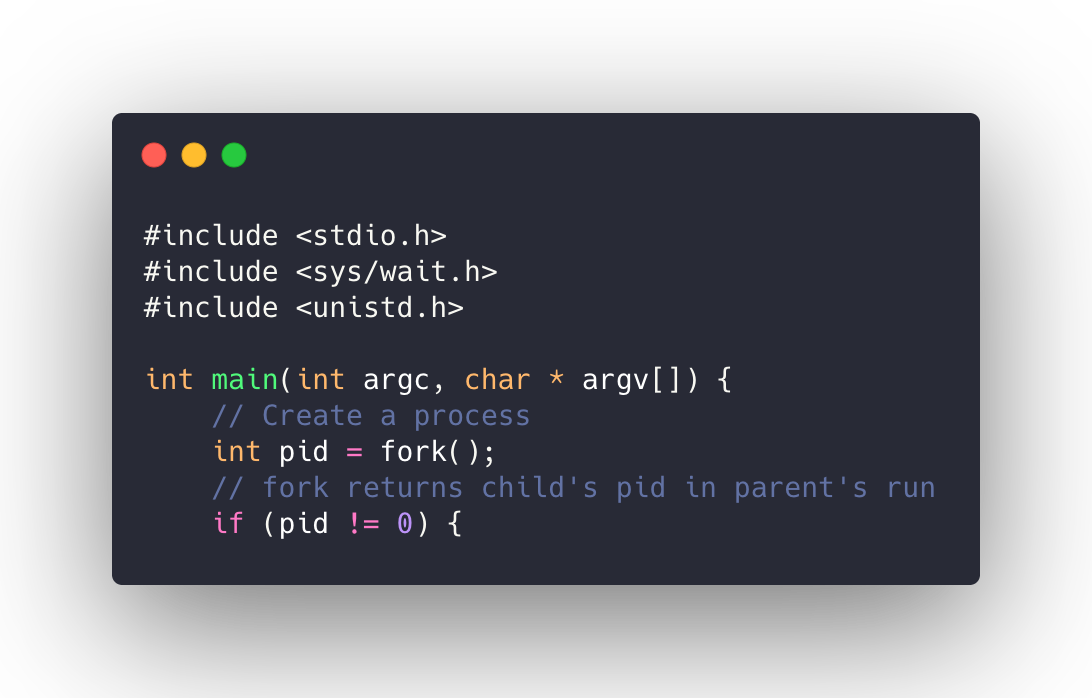 #include <stdio.h>
#include <sys/wait.h>
#include <unistd.h>

int main(int argc, char * argv[]) {
    // Create a process
    int pid = fork();
    // fork returns child's pid in parent's run
    if (pid != 0) {